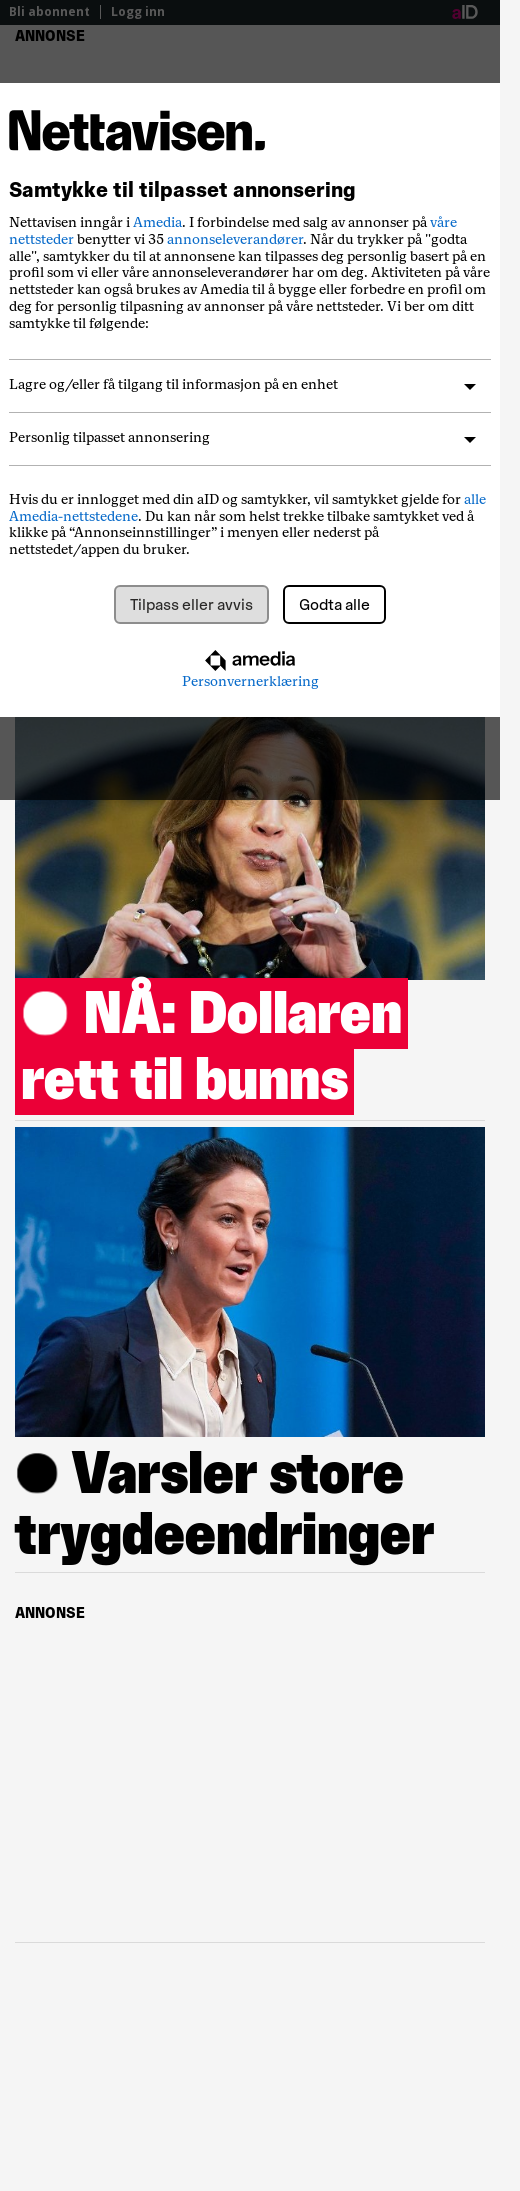 Bli abonnent | Logg inn aID
ANNONSE
Nettavisen.
Samtykke til tilpasset annonsering
Nettavisen inngår i Amedia. I forbindelse med salg av annonser på våre
nettsteder benytter vi 35 annonseleverandører. Når du trykker på "godta
alle", samtykker du til at annonsene kan tilpasses deg personlig basert på en
profil som vi eller våre annonseleverandører har om deg. Aktiviteten på våre
nettsteder kan også brukes av Amedia til å bygge eller forbedre en profil om
deg for personlig tilpasning av annonser på våre nettsteder. Vi ber om ditt
samtykke til følgende:
Lagre og/eller få tilgang til informasjon på en enhet
Personlig tilpasset annonsering
Hvis du er innlogget med din aID og samtykker, vil samtykket gjelde for alle
Amedia-nettstedene. Du kan når som helst trekke tilbake samtykket ved å
klikke på “Annonseinnstillinger” i menyen eller nederst på
nettstedet/appen du bruker.
Tilpass eller avvis Godta alle
amedia
Personvernerklæring
NÅ: Dollaren
rett til bunns
Varsler store
trygdeendringer
ANNONSE